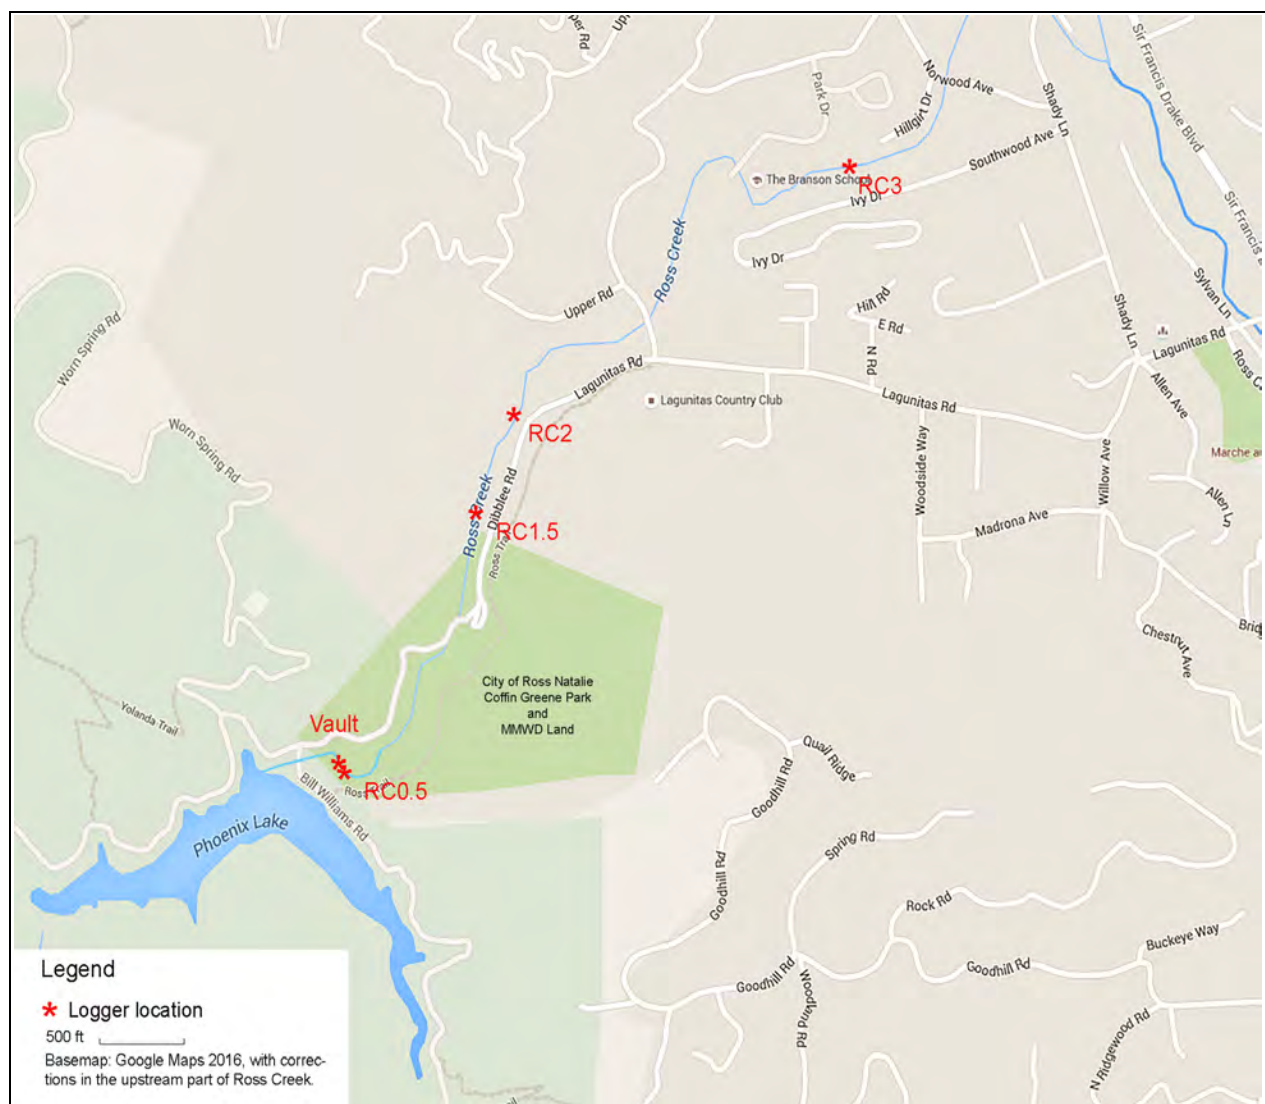 Upper Rd
Park Dr
Norwood Ave
Hillgirt Dr
Shady Ln
Sir Francis Drake Blvd
Southwood Ave
The Branson School
RC3
Ivy Dr
Ivy Dr
Ross Creek
Upper Rd
Hill Rd
E Rd
N Rd
Shady Ln
Sylvan Ln
Lagunitas Rd
Worn Spring Rd
Lagunitas Rd
Lagunitas Country Club
Lagunitas Rd
Allen Ave
Worn Spring Rd
RC2
Woodside Way
Willow Ave
Ross Creek
Dibblee Rd
RC1.5
Ross Trail
Madrona Ave
Allen Ln
Chestnut Ave
City of Ross Natalie
Coffin Greene Park
and
MMWD Land
Yolanda Trail
Vault
RC0.5
Bill Williams Rd
Phoenix Lake
Quail Ridge
Goodhill Rd
Goodhill Rd
Spring Rd
Rock Rd
Buckeye Way
Goodhill Rd
Goodhill Rd
Woodland Rd
N Ridgewood Rd
Legend
* Logger location
500 ft
Basemap: Google Maps 2016, with correc-
tions in the upstream part of Ross Creek.